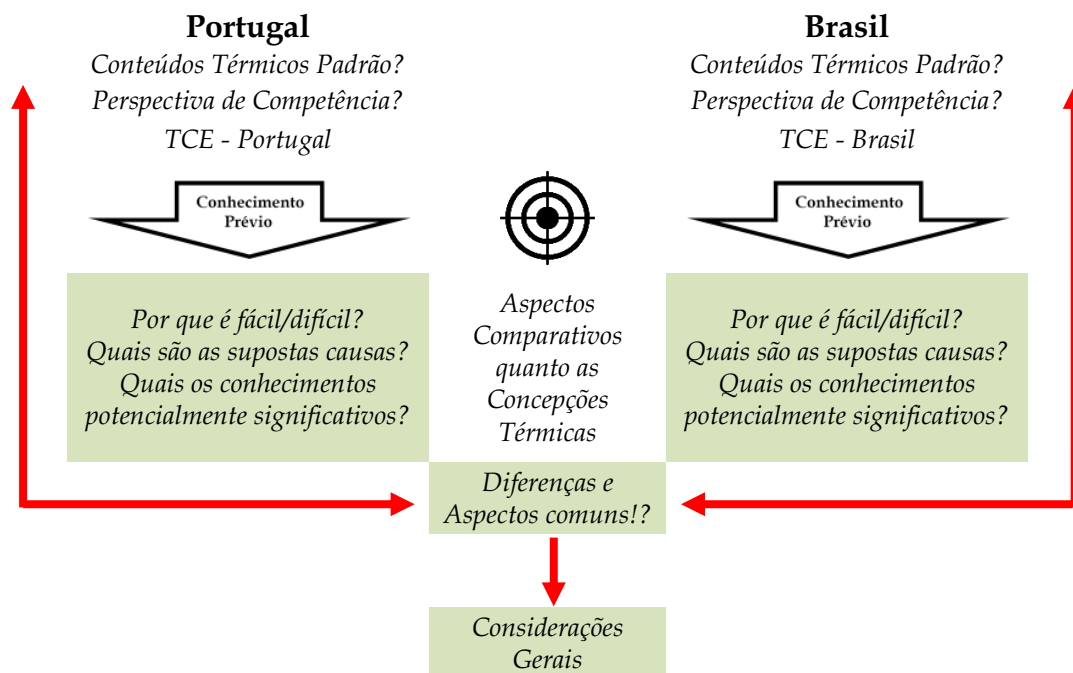 Portugal
Conteúdos Térmicos Padrão?
Perspectiva de Competência?
TCE - Portugal
Conhecimento
Prévio
Por que é fácil/difícil?
Quais são as supostas causas?
Quais os conhecimentos
potencialmente significativos?
Aspectos
Comparativos
quanto as
Concepções
Térmicas
Brasil
Conteúdos Térmicos Padrão?
Perspectiva de Competência?
TCE - Brasil
Conhecimento
Prévio
Por que é fácil/difícil?
Quais são as supostas causas?
Quais os conhecimentos
potencialmente significativos?
Diferenças e
Aspectos comuns!?
Considerações
Gerais